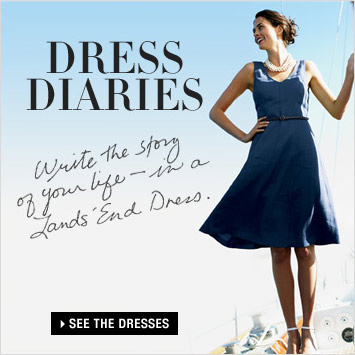 DRESS
DIARIES
Write the story
of your life – in a
Lands' End Dress.
SEE THE DRESSES